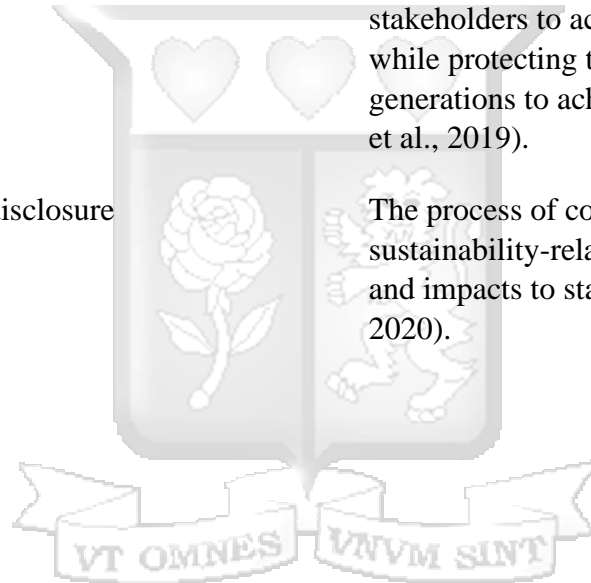 stakeholders to ac
while protecting t
generations to ach
et al., 2019).
disclosure
The process of co
sustainability-rela
and impacts to sta
2020).
VT OMNES VNVM SINT